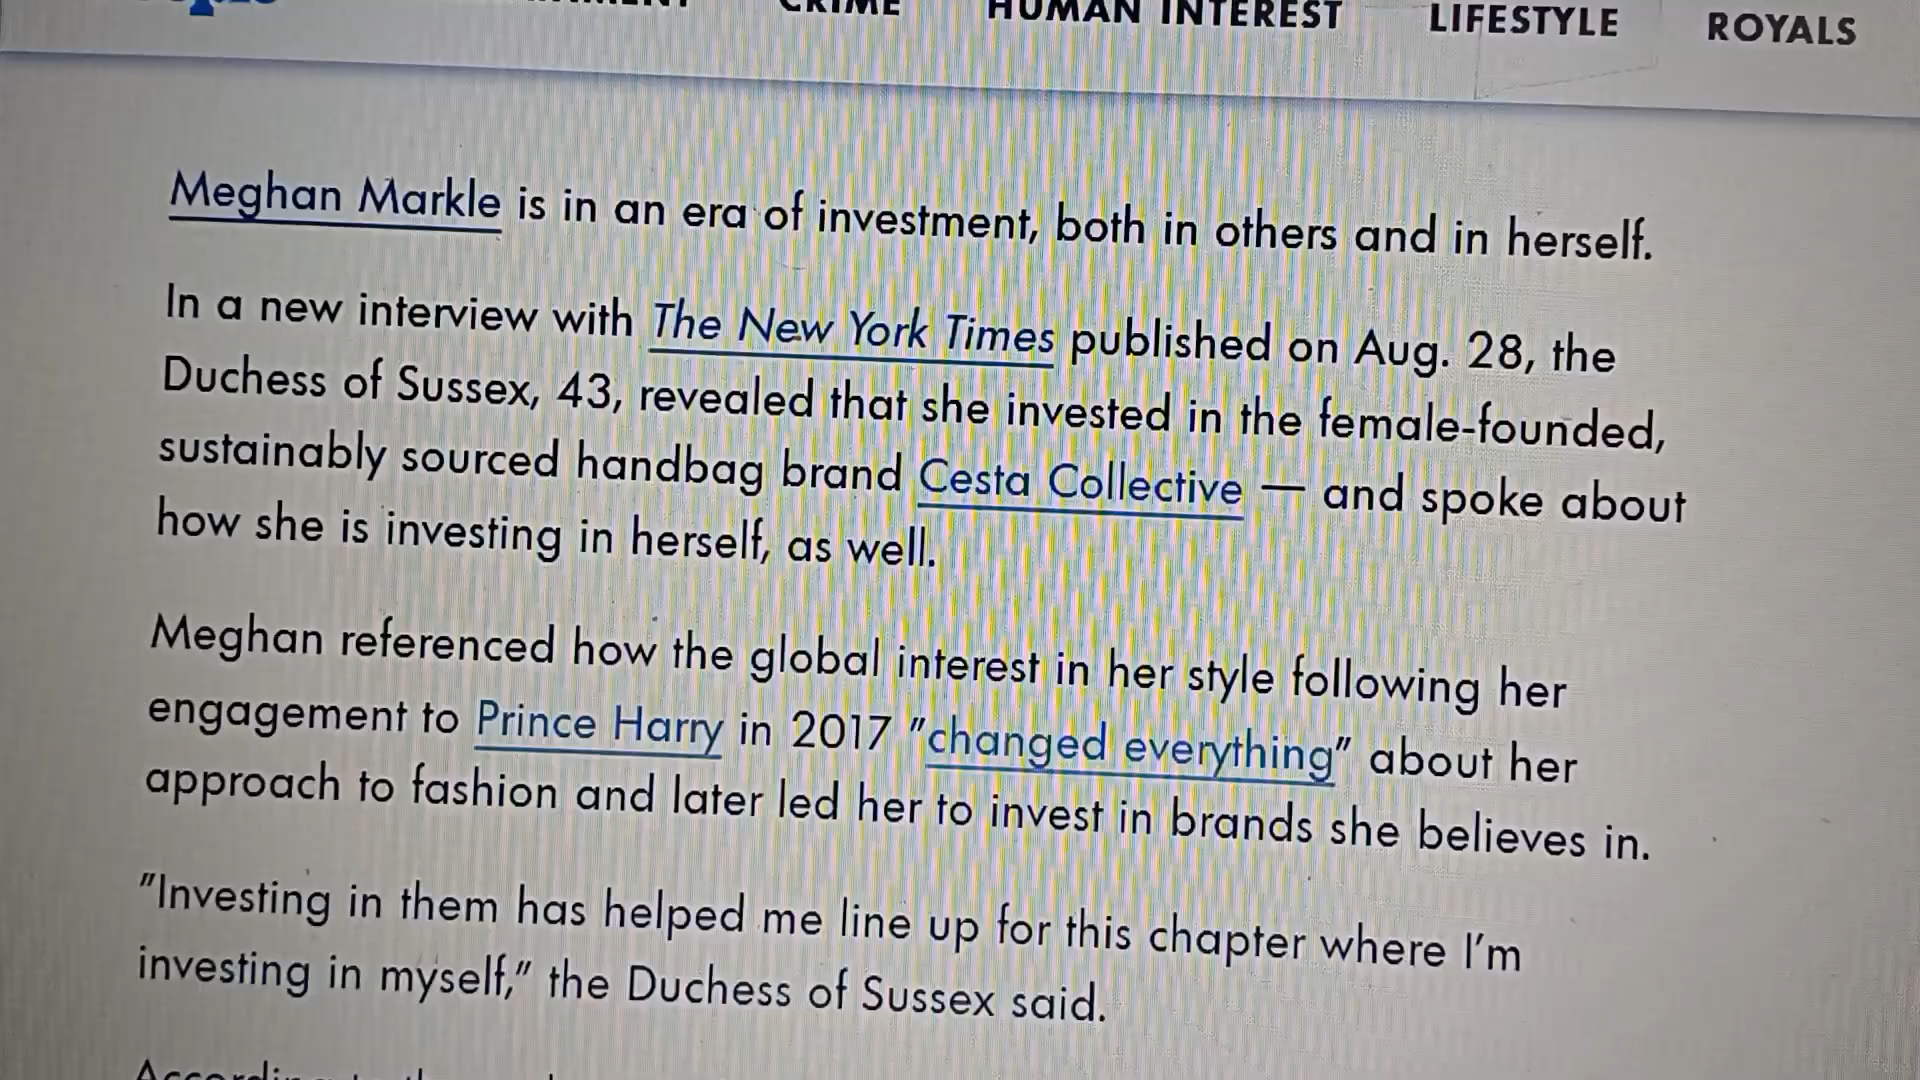 CRIME HUMAN INTEREST LIFESTYLE ROYALS
Meghan Markle is in an era of investment, both in others and in herself.
In a new interview with The New York Times published on Aug. 28, the
Duchess of Sussex, 43, revealed that she invested in the female-founded,
sustainably sourced handbag brand Cesta Collective — and spoke about
how she is investing in herself, as well.
Meghan referenced how the global interest in her style following her
engagement to Prince Harry in 2017 "changed everything" about her
approach to fashion and later led her to invest in brands she believes in.
"Investing in them has helped me line up for this chapter where I'm
investing in myself," the Duchess of Sussex said.